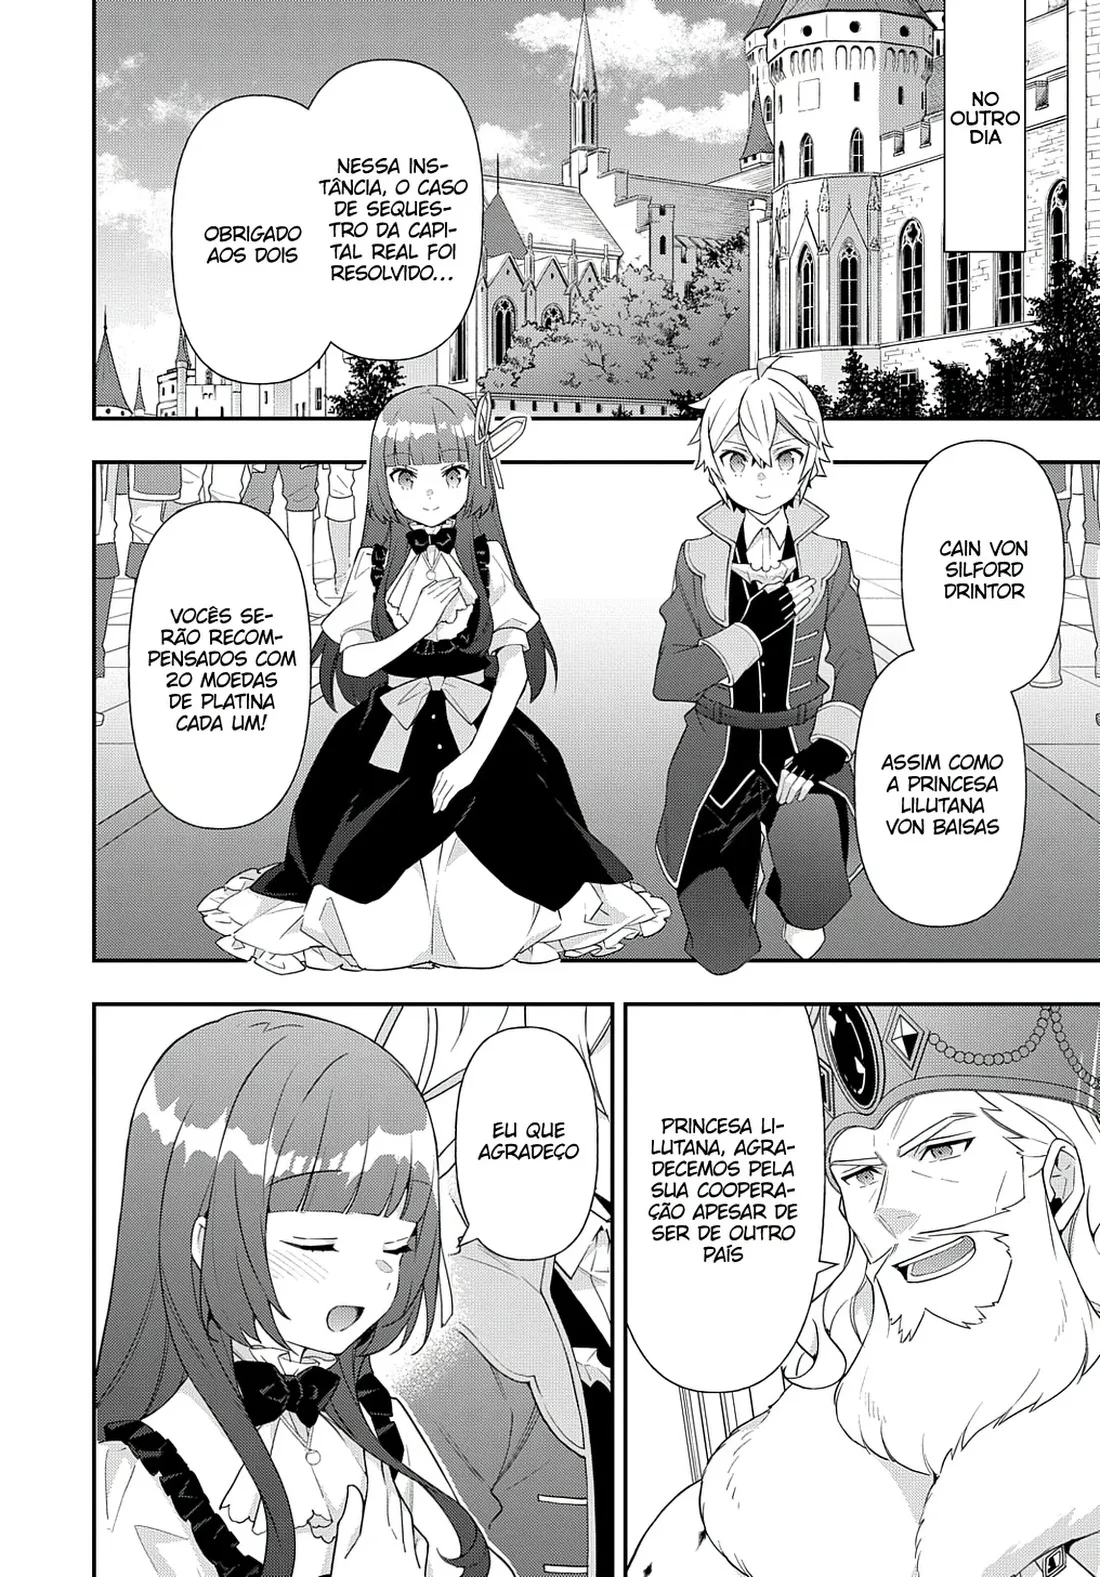 NO
OUTRO
DIA
NESSA INS-
TÂNCIA, O CASO
DE SEQUES-
TRO DA CAPI-
TAL REAL FOI
RESOLVIDO...
OBRIGADO
AOS DOIS
CAIN VON
SILFORD
DRINTOR
ASSIM COMO
A PRINCESA
LILUTANA
VON BAISAS
VOCÊS SE-
RÃO RECOM-
PENSADOS COM
20 MOEDAS
DE PLATINA
CADA UM!
PRINCESA LI-
LUTANA, AGRA-
DECEMOS PELA
SUA COOPERA-
ÇÃO APESAR DE
SER DE OUTRO
PAÍS
EU QUE
AGRADEÇO